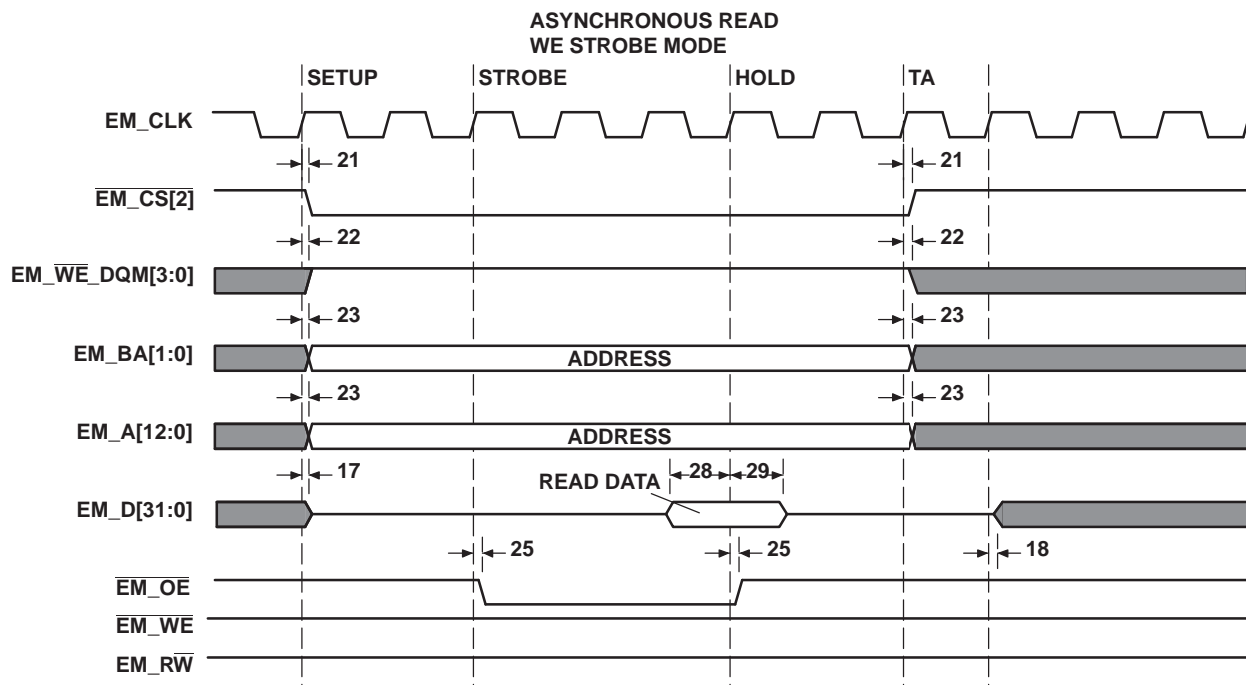 ASYNCHRONOUS READ
WE STROBE MODE
SETUP STROBE HOLD TA
EM_CLK
21 21
EM_CS[2]
22 22
EM_WE_DQM[3:0]
23 23
EM_BA[1:0] ADDRESS
23 23
EM_A[12:0] ADDRESS
17 28 29
READ DATA
EM_D[31:0]
25 25 18
EM_OE
EM_WE
EM_RW